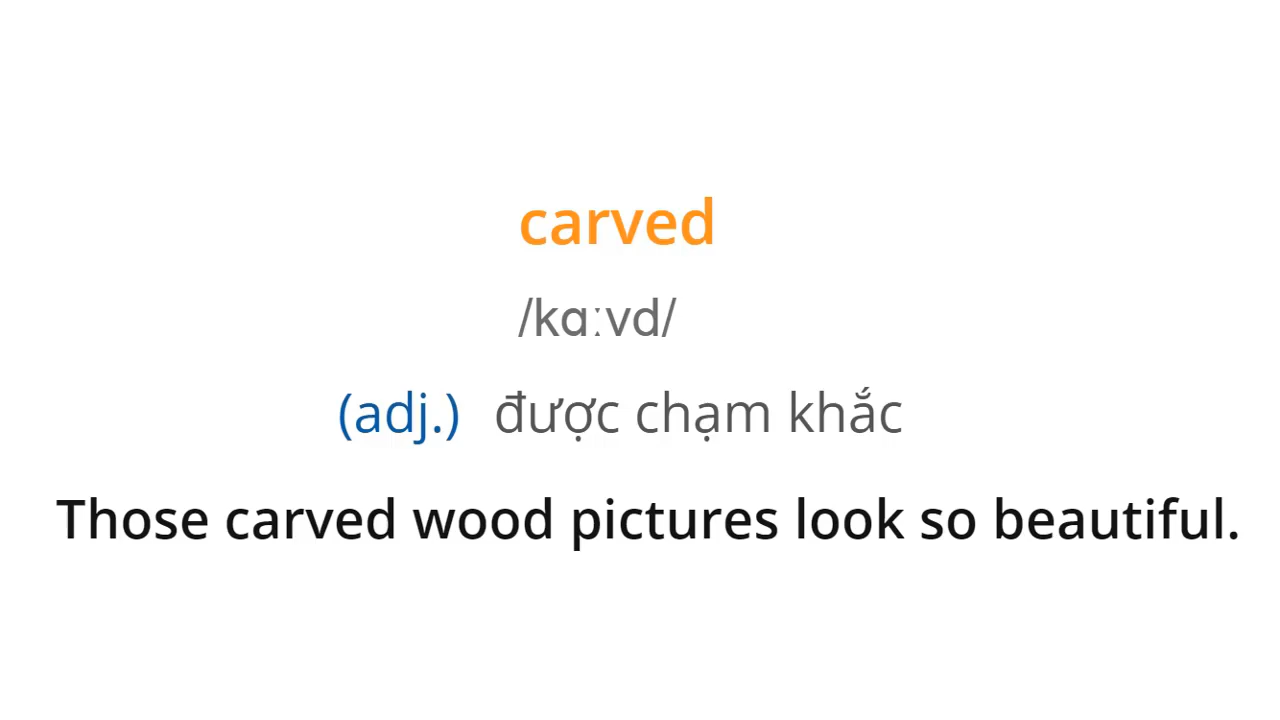 carved
/kɑːvd/
(adj.) được chạm khắc
Those carved wood pictures look so beautiful.